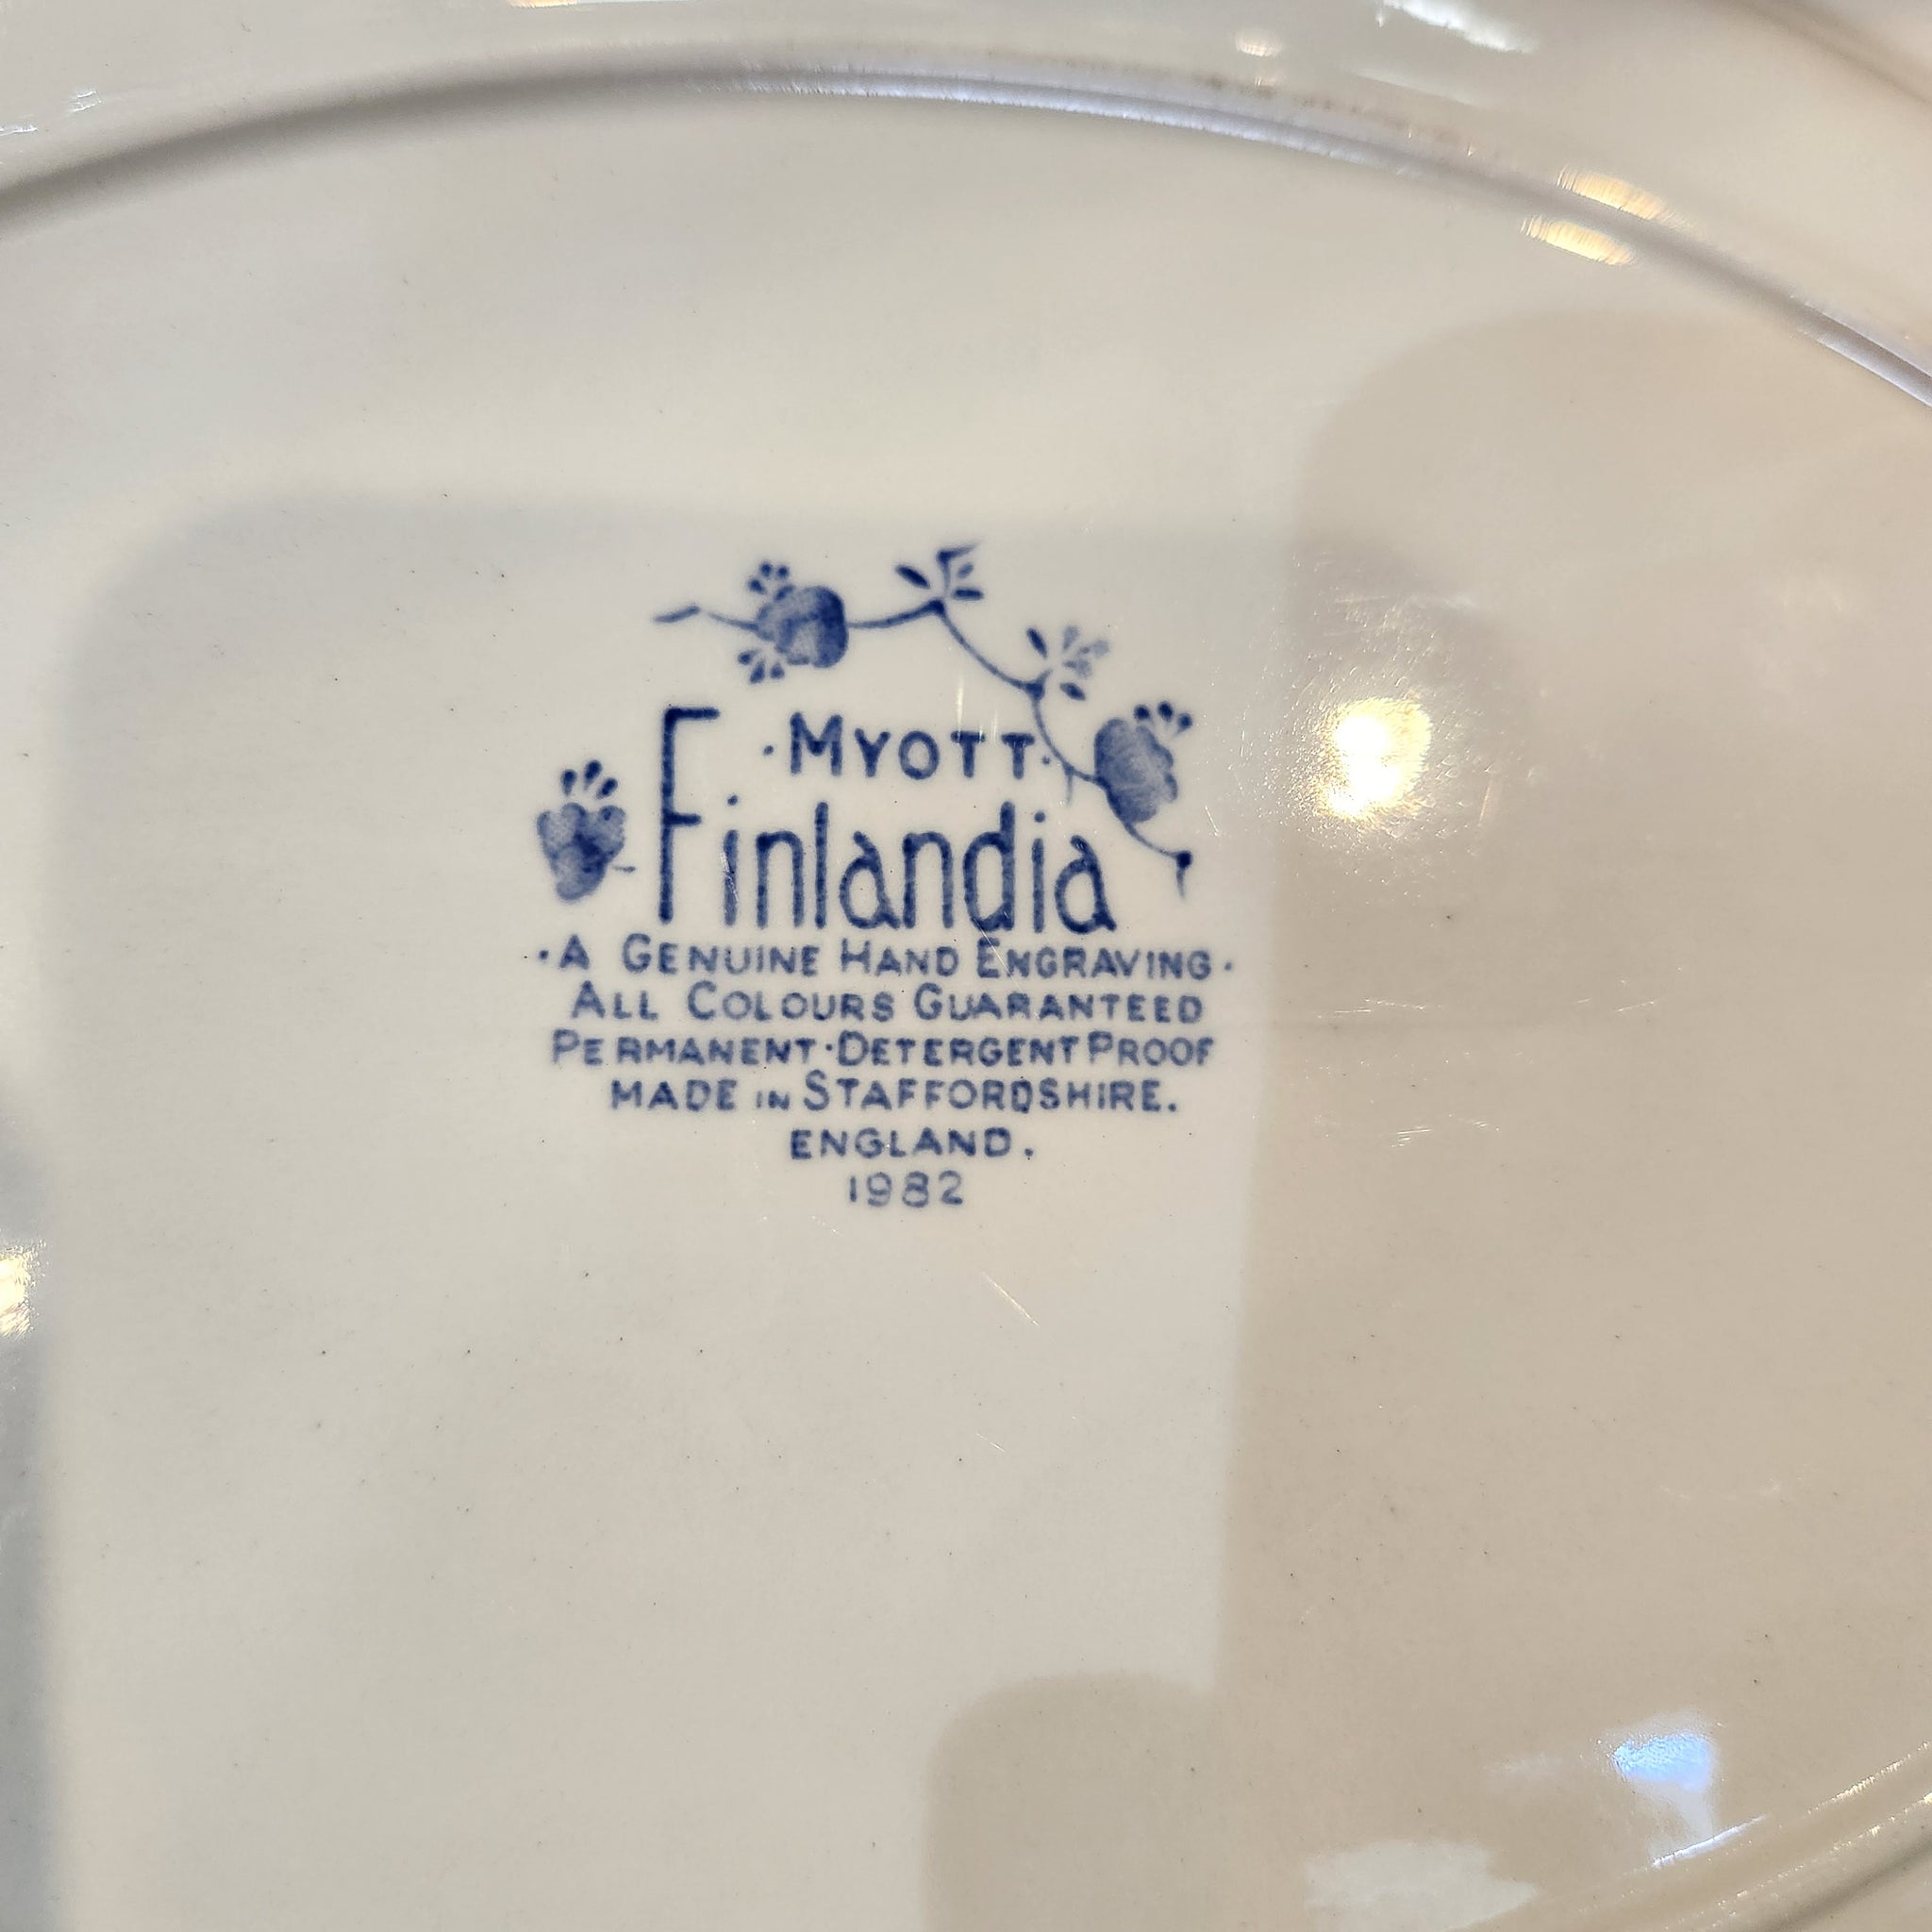 ·MYOTT·
Finlandia
·A GENUINE HAND ENGRAVING·
ALL COLOURS GUARANTEED
PERMANENT·DETERGENT PROOF
MADE IN STAFFORDSHIRE.
ENGLAND.
1982